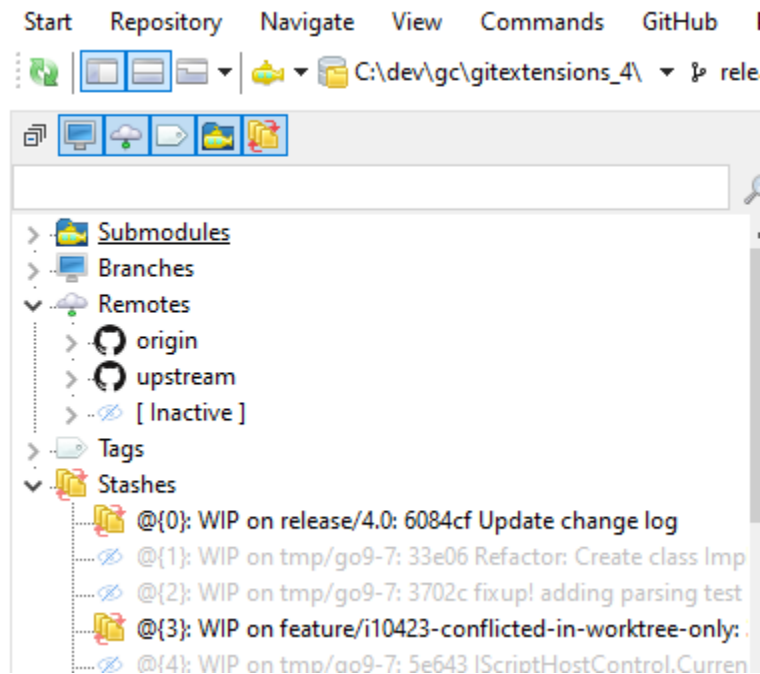 Start Repository Navigate View Commands GitHub
C:\dev\gc\gitextensions_4\ rele
Submodules
Branches
Remotes
origin
upstream
[ Inactive ]
Tags
Stashes
@{0}: WIP on release/4.0: 6084cf Update change log
@{1}: WIP on tmp/go9-7: 33e06 Refactor: Create class Imp
@{2}: WIP on tmp/go9-7: 3702c fixup! adding parsing test
@{3}: WIP on feature/i10423-conflicted-in-worktree-only:
@{4}: WIP on tmp/go9-7: 5e643 IScriptHostControl.Curren